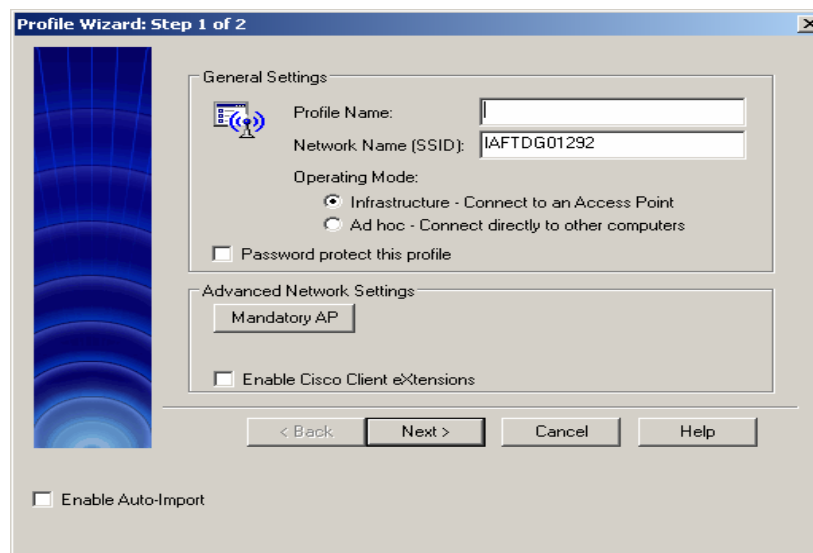 Profile Wizard: Step 1 of 2
General Settings
Profile Name:
Network Name (SSID): IAFTDG01292
Operating Mode:
Infrastructure - Connect to an Access Point
Ad hoc - Connect directly to other computers
Password protect this profile
Advanced Network Settings
Mandatory AP
Enable Cisco Client eXtensions
< Back Next > Cancel Help
Enable Auto-Import